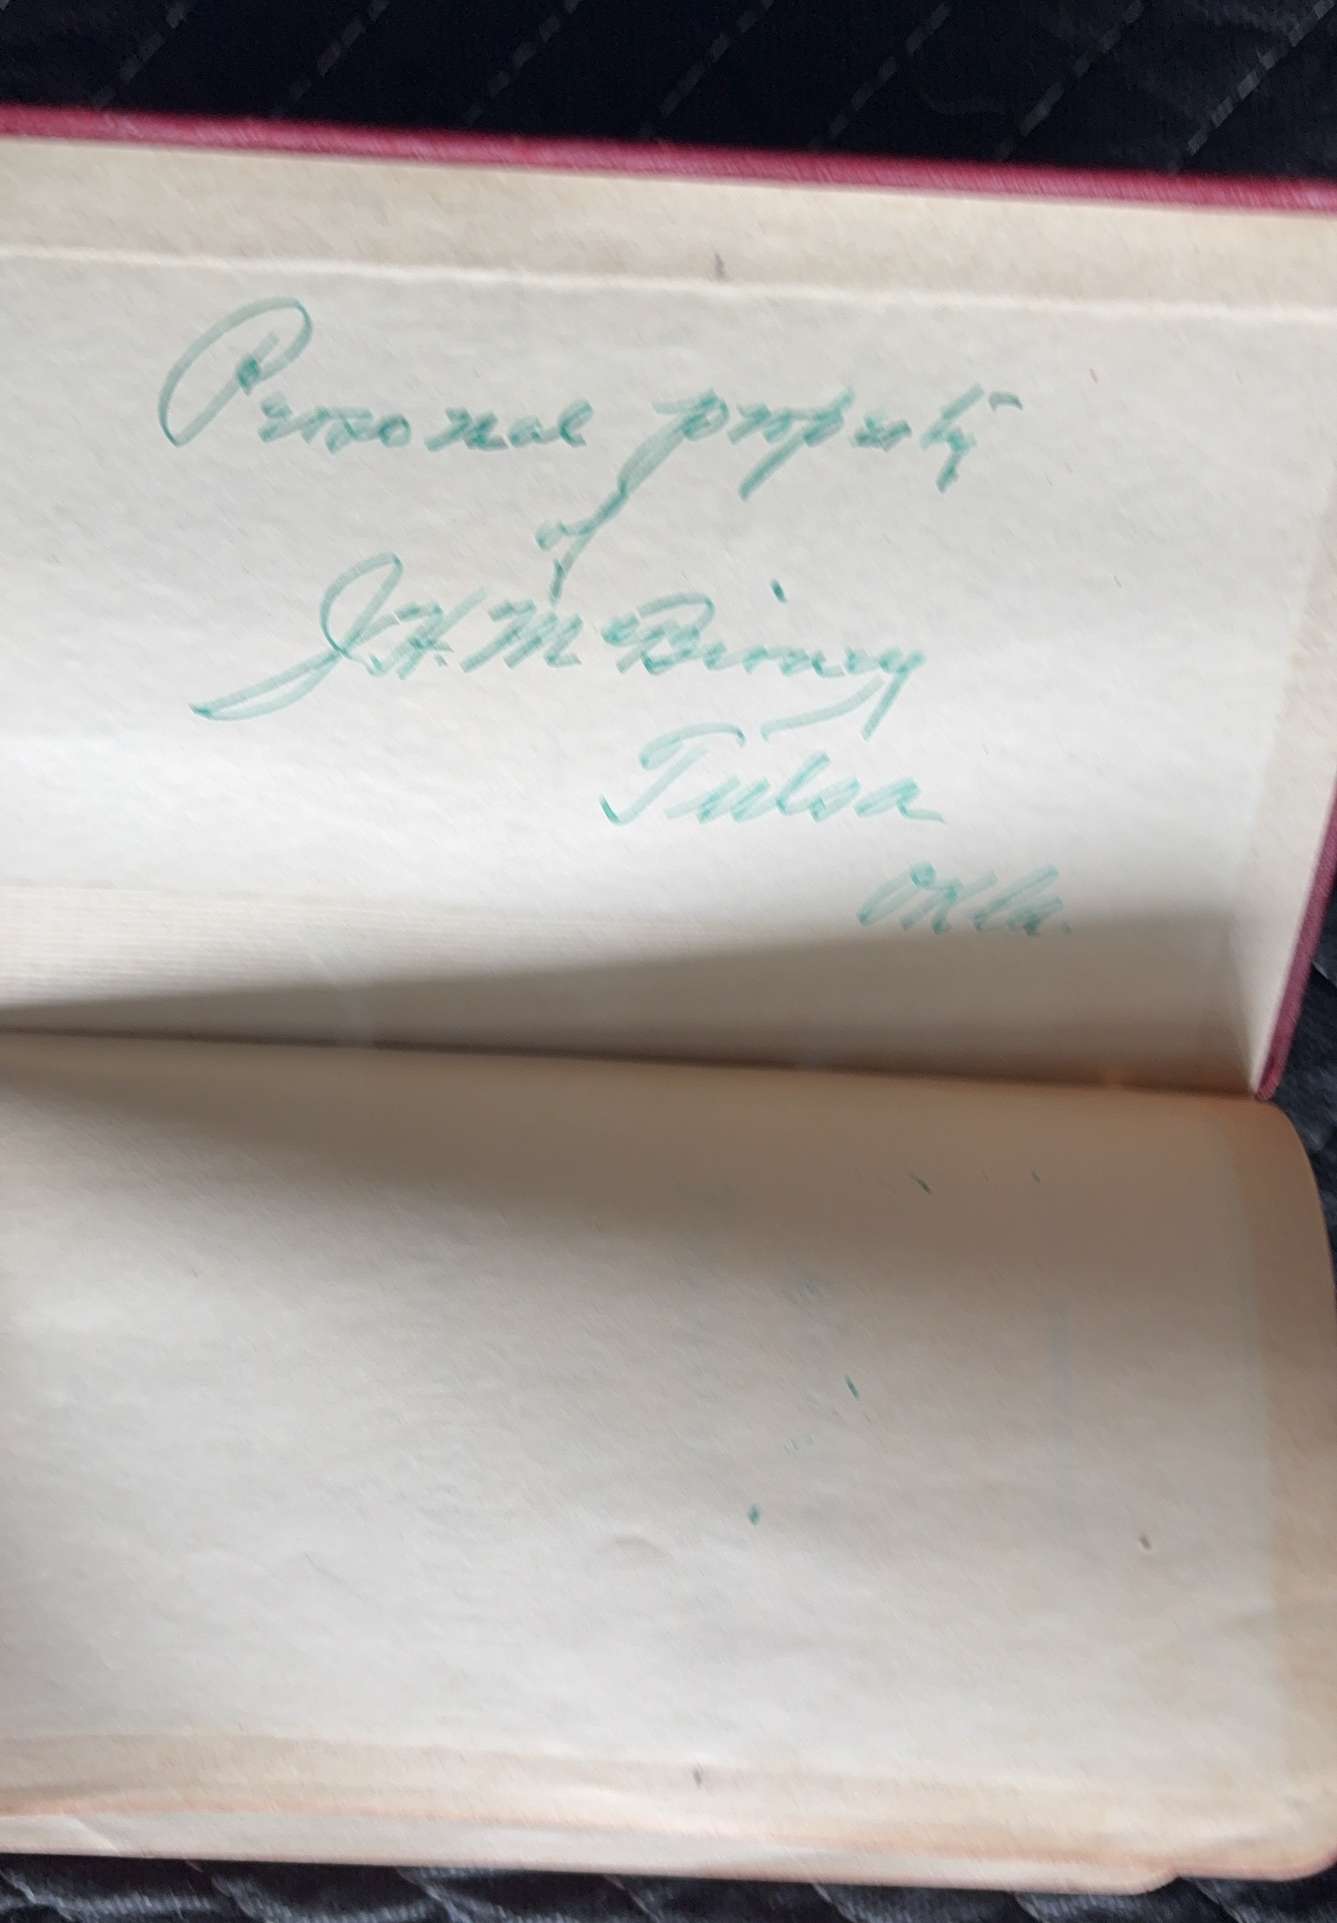 Personal property
of
J.H. McBirney
Tulsa
Okla.